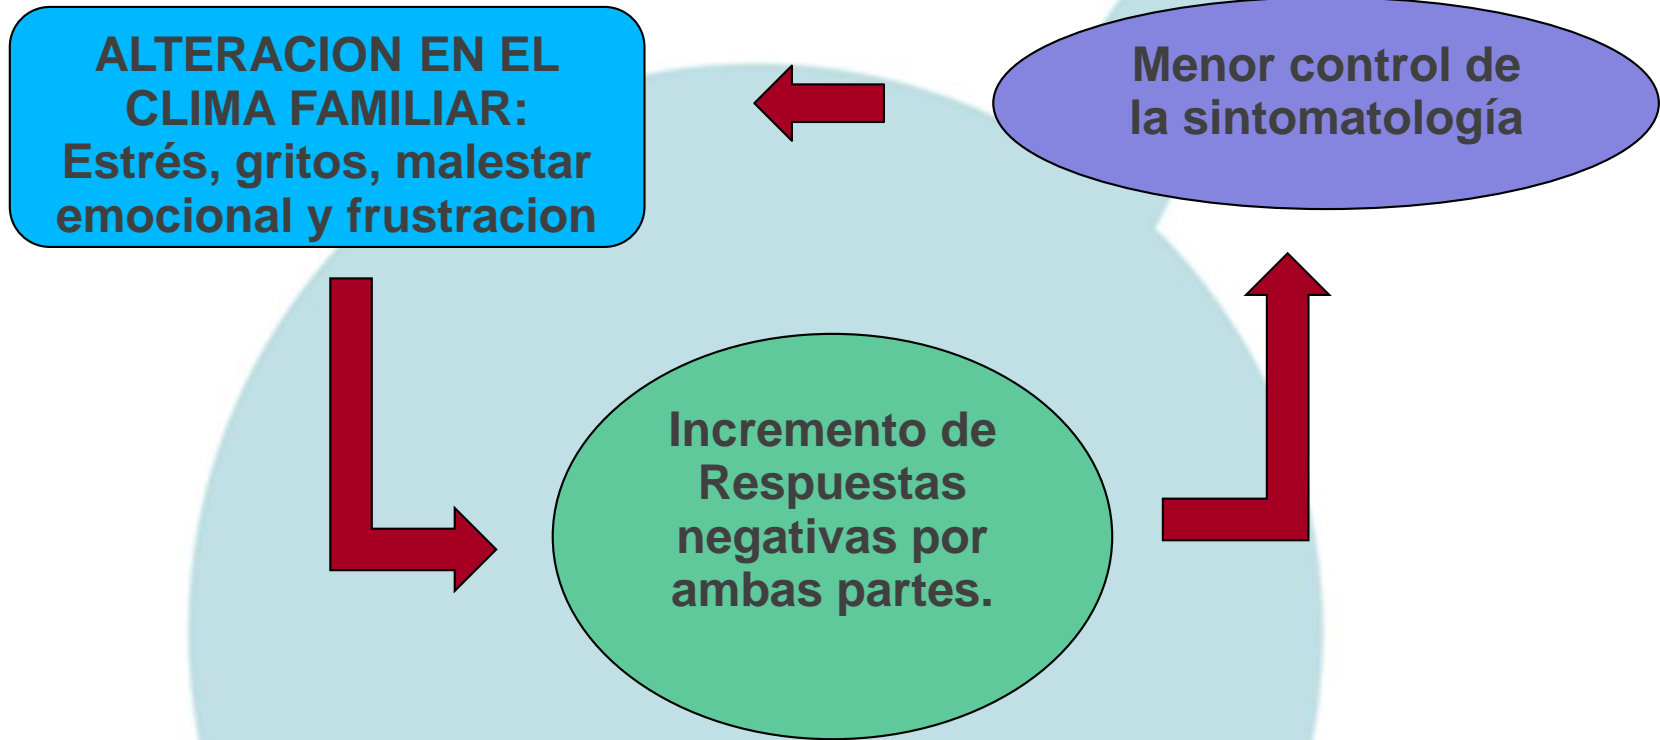 ALTERACION EN EL
CLIMA FAMILIAR:
Estrés, gritos, malestar
emocional y frustracion
Menor control de
la sintomatología
Incremento de
Respuestas
negativas por
ambas partes.